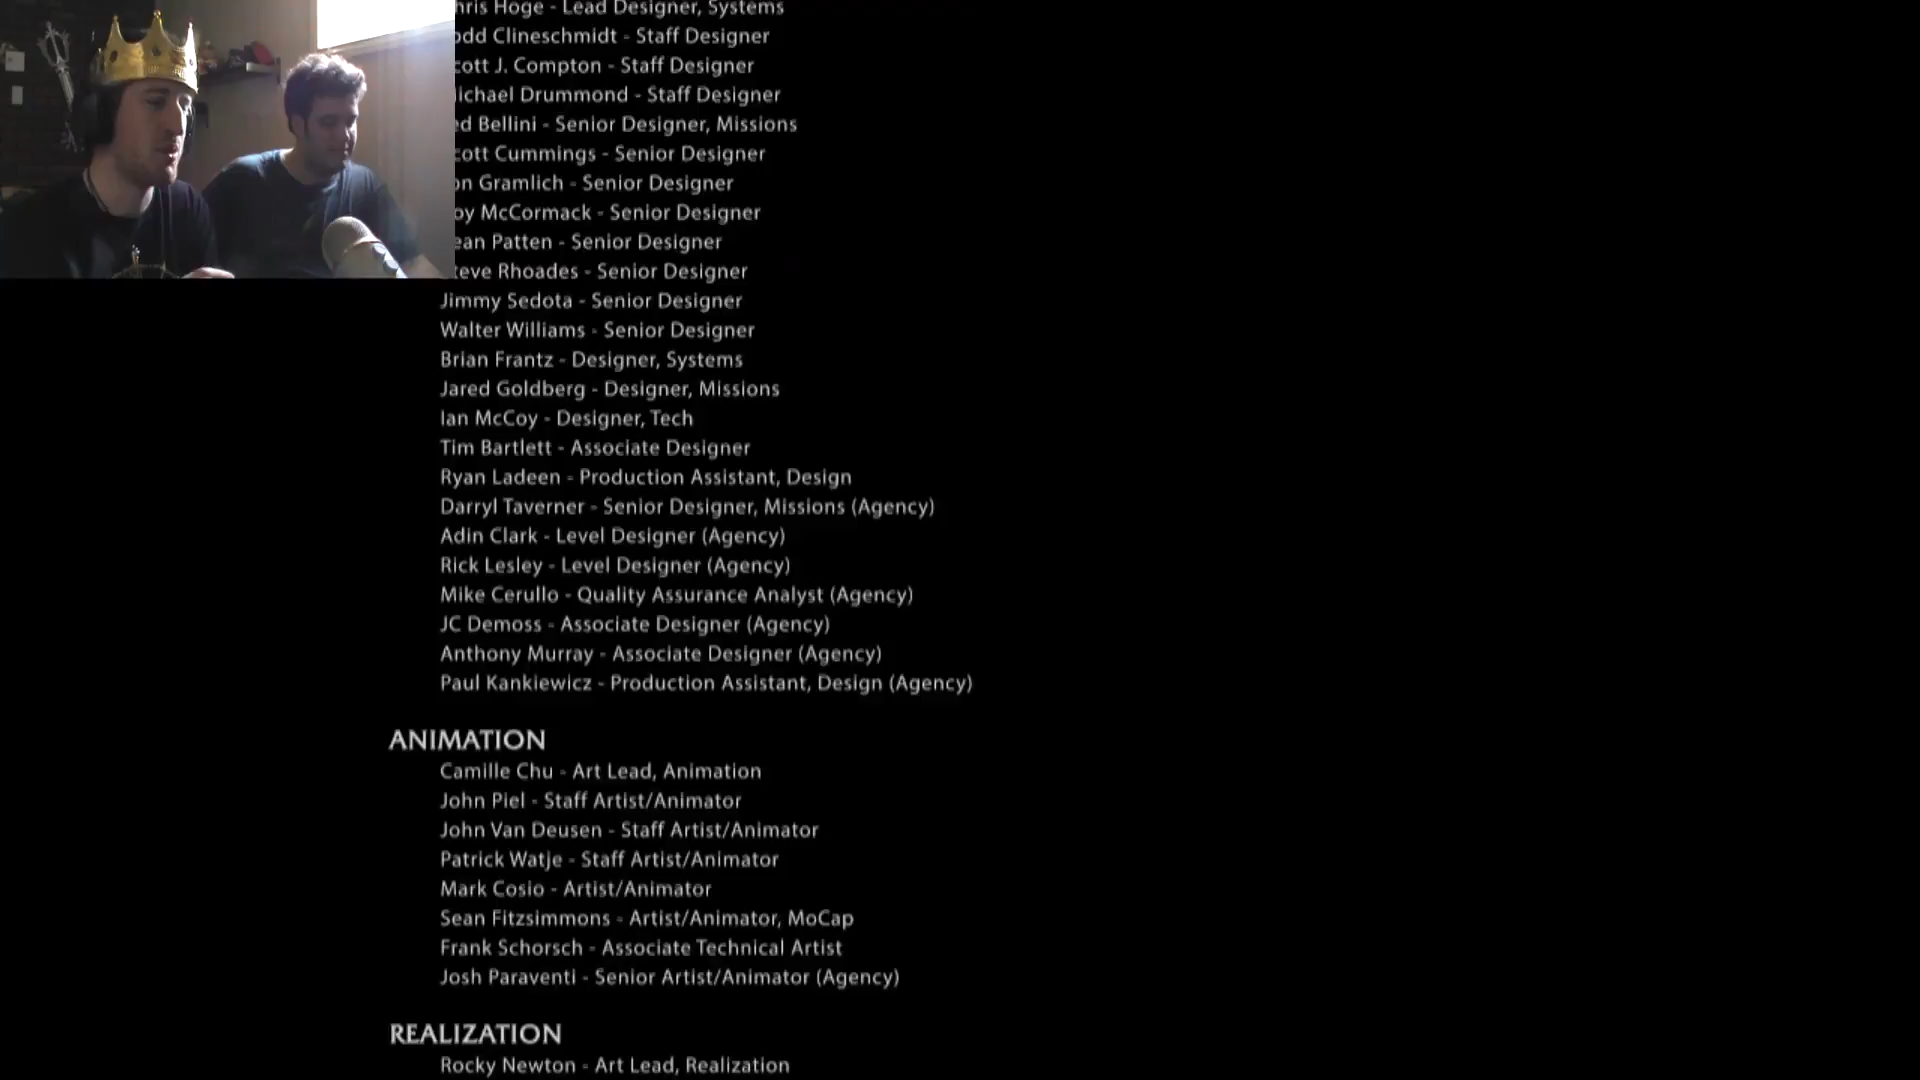 hris Hoge - Lead Designer, Systems
odd Clineschmidt - Staff Designer
cott J. Compton - Staff Designer
ichael Drummond - Staff Designer
ed Bellini - Senior Designer, Missions
cott Cummings - Senior Designer
on Gramlich - Senior Designer
oy McCormack - Senior Designer
ean Patten - Senior Designer
teve Rhoades - Senior Designer
Jimmy Sedota - Senior Designer
Walter Williams - Senior Designer
Brian Frantz - Designer, Systems
Jared Goldberg - Designer, Missions
Ian McCoy - Designer, Tech
Tim Bartlett - Associate Designer
Ryan Ladeen - Production Assistant, Design
Darryl Taverner - Senior Designer, Missions (Agency)
Adin Clark - Level Designer (Agency)
Rick Lesley - Level Designer (Agency)
Mike Cerullo - Quality Assurance Analyst (Agency)
JC Demoss - Associate Designer (Agency)
Anthony Murray - Associate Designer (Agency)
Paul Kankiewicz - Production Assistant, Design (Agency)
ANIMATION
Camille Chu - Art Lead, Animation
John Piel - Staff Artist/Animator
John Van Deusen - Staff Artist/Animator
Patrick Watje - Staff Artist/Animator
Mark Cosio - Artist/Animator
Sean Fitzsimmons - Artist/Animator, MoCap
Frank Schorsch - Associate Technical Artist
Josh Paraventi - Senior Artist/Animator (Agency)
REALIZATION
Rocky Newton - Art Lead, Realization